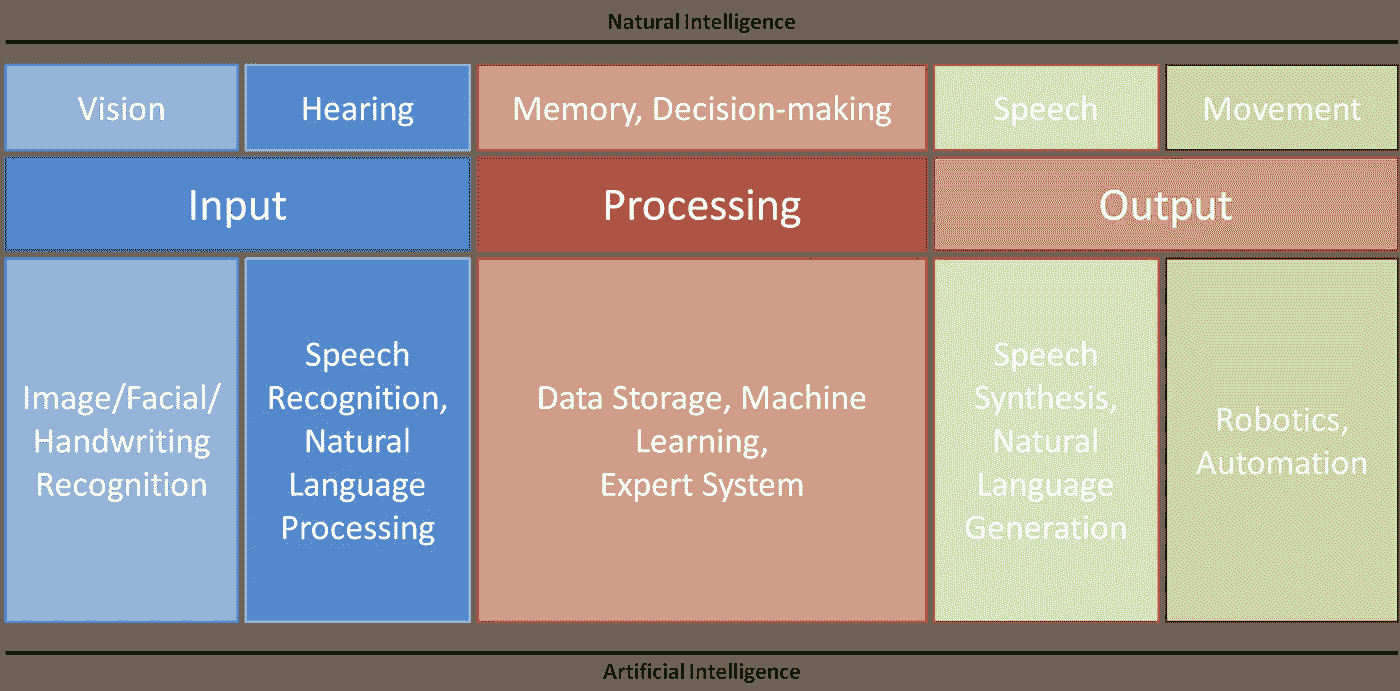 Natural Intelligence
Vision
Hearing
Memory, Decision-making
Speech
Movement
Input
Processing
Output
Image/Facial/
Handwriting
Recognition
Speech
Recognition,
Natural
Language
Processing
Data Storage, Machine
Learning,
Expert System
Speech
Synthesis,
Natural
Language
Generation
Robotics,
Automation
Artificial Intelligence